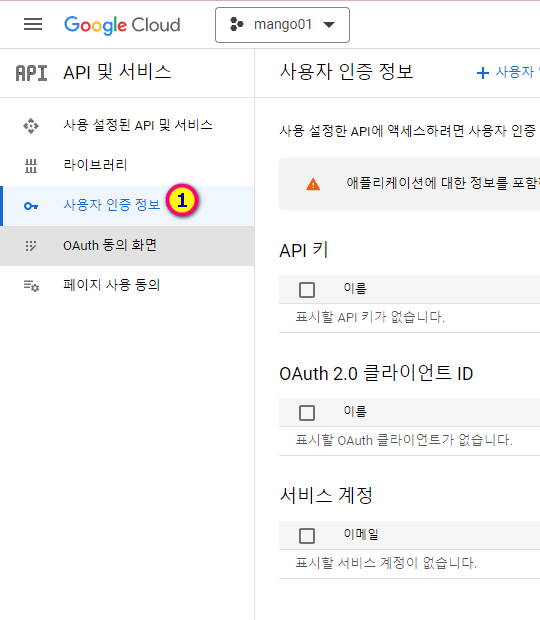 Google Cloud
mango01
API API 및 서비스
사용자 인증 정보
사용자
사용 설정된 API 및 서비스
라이브러리
사용자 인증 정보 1
OAuth 동의 화면
페이지 사용 동의
사용 설정한 API에 액세스하려면 사용자 인증
애플리케이션에 대한 정보를 포함
API 키
이름
표시할 API 키가 없습니다.
OAuth 2.0 클라이언트 ID
이름
표시할 OAuth 클라이언트가 없습니다.
서비스 계정
이메일
표시할 서비스 계정이 없습니다.